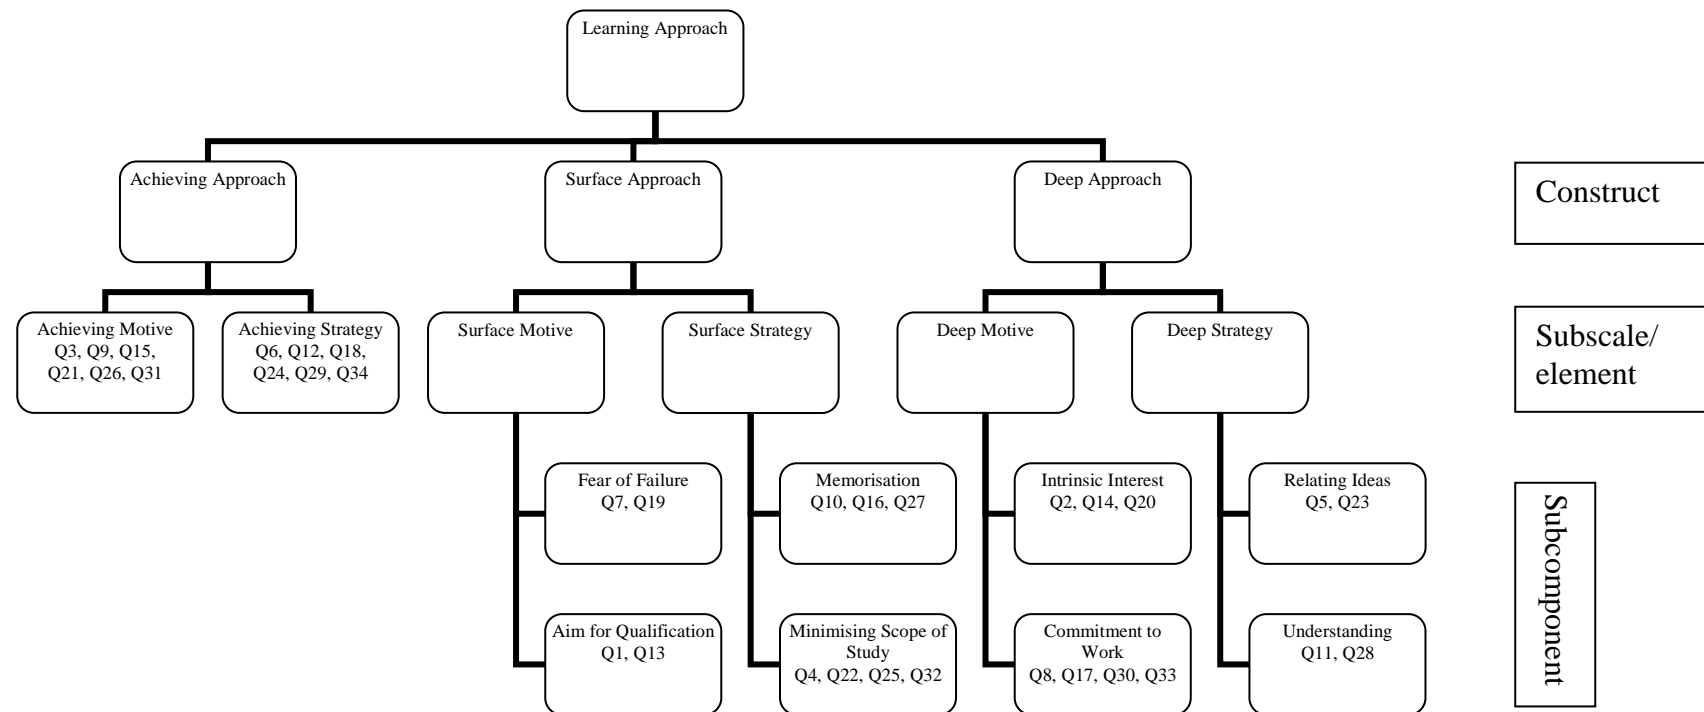 Learning Approach
Achieving Approach
Surface Approach
Deep Approach
Construct
Achieving Motive
Q3, Q9, Q15,
Q21, Q26, Q31
Achieving Strategy
Q6, Q12, Q18,
Q24, Q29, Q34
Surface Motive
Surface Strategy
Deep Motive
Deep Strategy
Subscale/
element
Fear of Failure
Q7, Q19
Memorisation
Q10, Q16, Q27
Intrinsic Interest
Q2, Q14, Q20
Relating Ideas
Q5, Q23
Subcomponent
Aim for Qualification
Q1, Q13
Minimising Scope of
Study
Q4, Q22, Q25, Q32
Commitment to
Work
Q8, Q17, Q30, Q33
Understanding
Q11, Q28